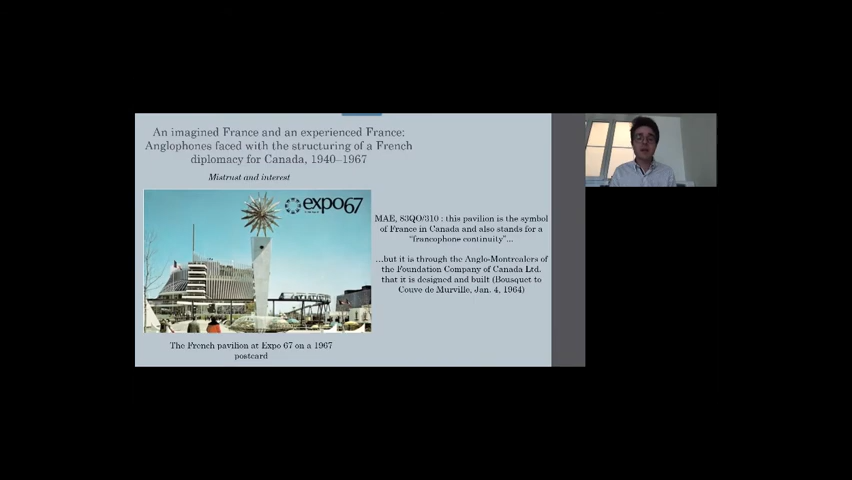 An imagined France and an experienced France:
Anglophones faced with the structuring of a French
diplomacy for Canada, 1940–1967
Mistrust and interest
expo67
MAE, 83QO/310 : this pavilion is the symbol
of France in Canada and also stands for a
"francophone continuity"...
...but it is through the Anglo-Montrealers of
the Foundation Company of Canada Ltd.
that it is designed and built (Bousquet to
Couve de Murville, Jan. 4, 1964)
The French pavilion at Expo 67 on a 1967
postcard